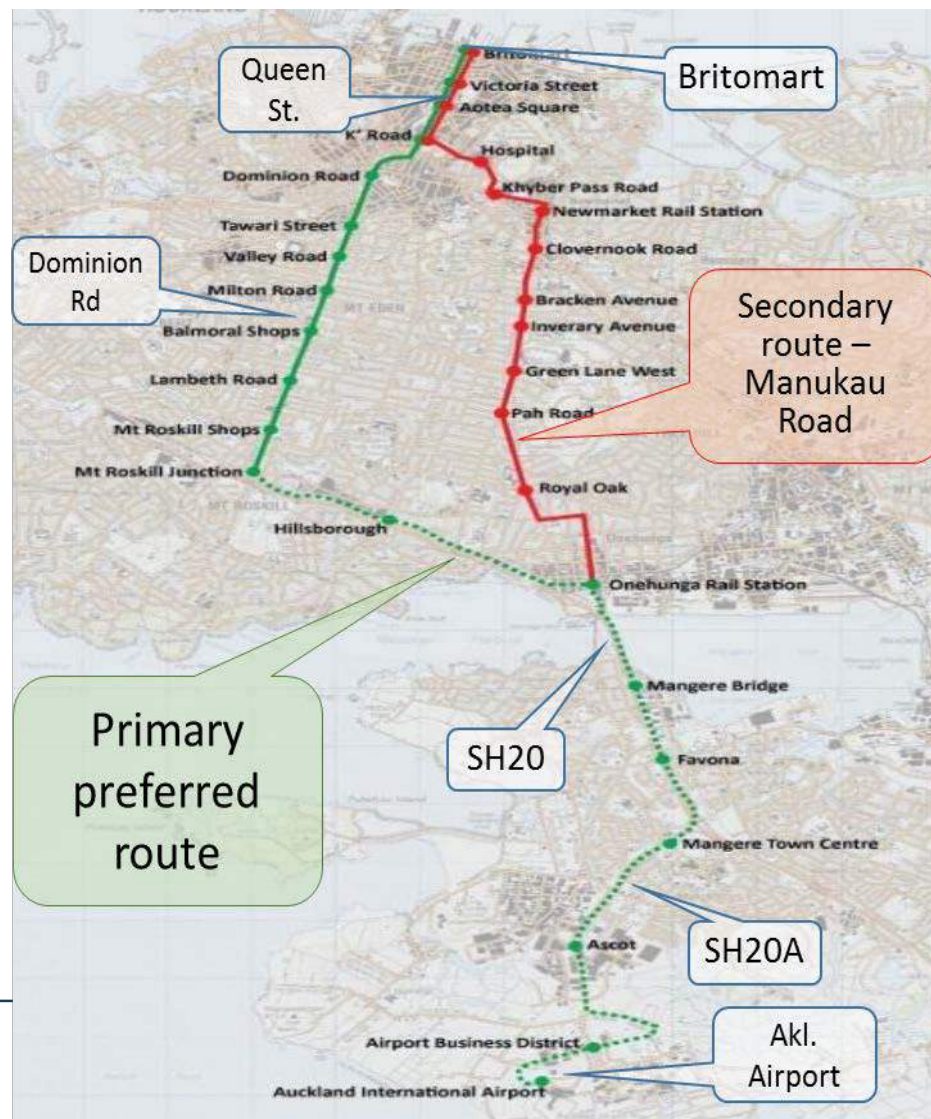 Britomart
Queen
St.
Britomart
Victoria Street
Aotea Square
K' Road
Hospital
Dominion Road
Khyber Pass Road
Newmarket Rail Station
Tawari Street
Clovernook Road
Valley Road
Dominion
Rd
Milton Road
MT EDEN
Bracken Avenue
Secondary
route –
Manukau
Road
Balmoral Shops
Inverary Avenue
Green Lane West
Lambeth Road
Pah Road
Mt Roskill Shops
Mt Roskill Junction
Royal Oak
MT ROSKILL
Hillsborough
Onehunga Rail Station
Primary
preferred
route
Mangere Bridge
SH20
Favona
Mangere Town Centre
SH20A
Ascot
Airport Business District
Akl.
Airport
Auckland International Airport